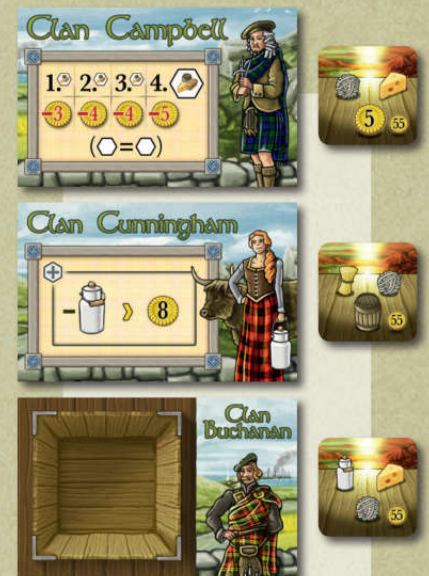 Clan Campbell
1. 2. 3. 4.
-3 -4 -4 -5
(=)
5
55
Clan Cunningham
+
- › 8
55
Clan
Buchanan
55